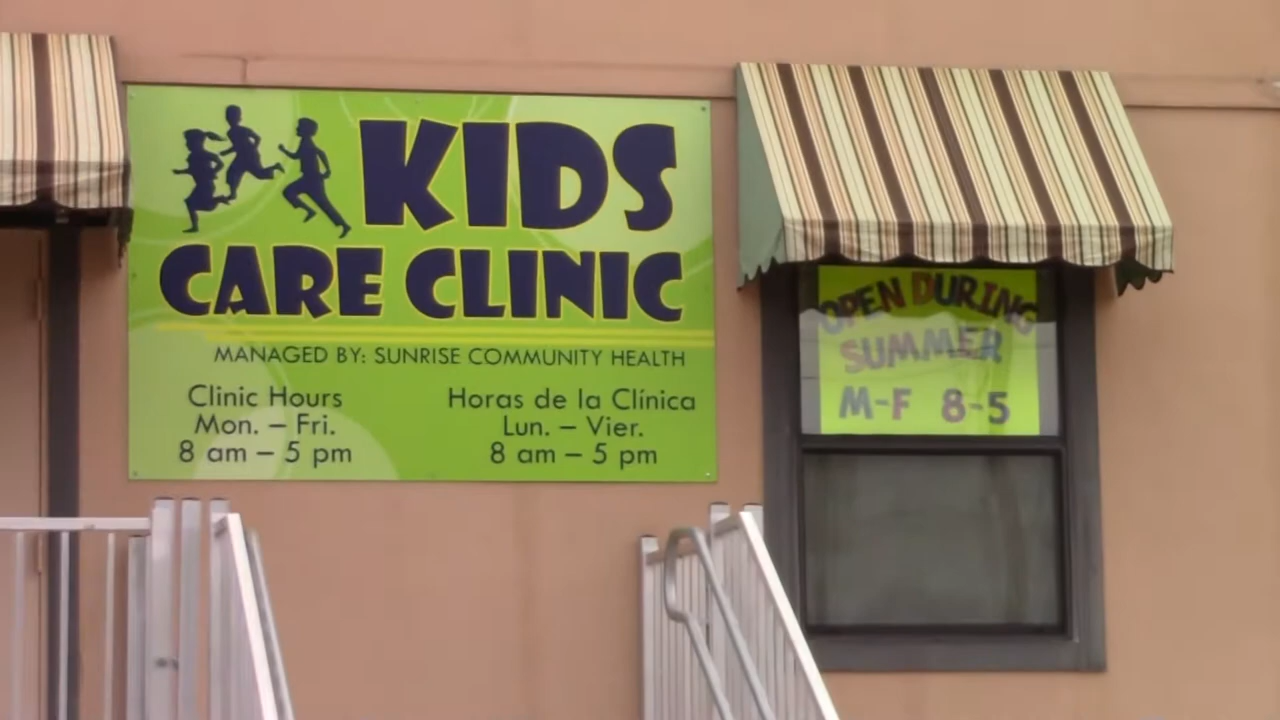 KIDS
CARE CLINIC
MANAGED BY: SUNRISE COMMUNITY HEALTH
Clinic Hours
Mon. – Fri.
8 am – 5 pm
Horas de la Clínica
Lun. – Vier.
8 am – 5 pm
OPEN DURING
SUMMER
M-F 8-5